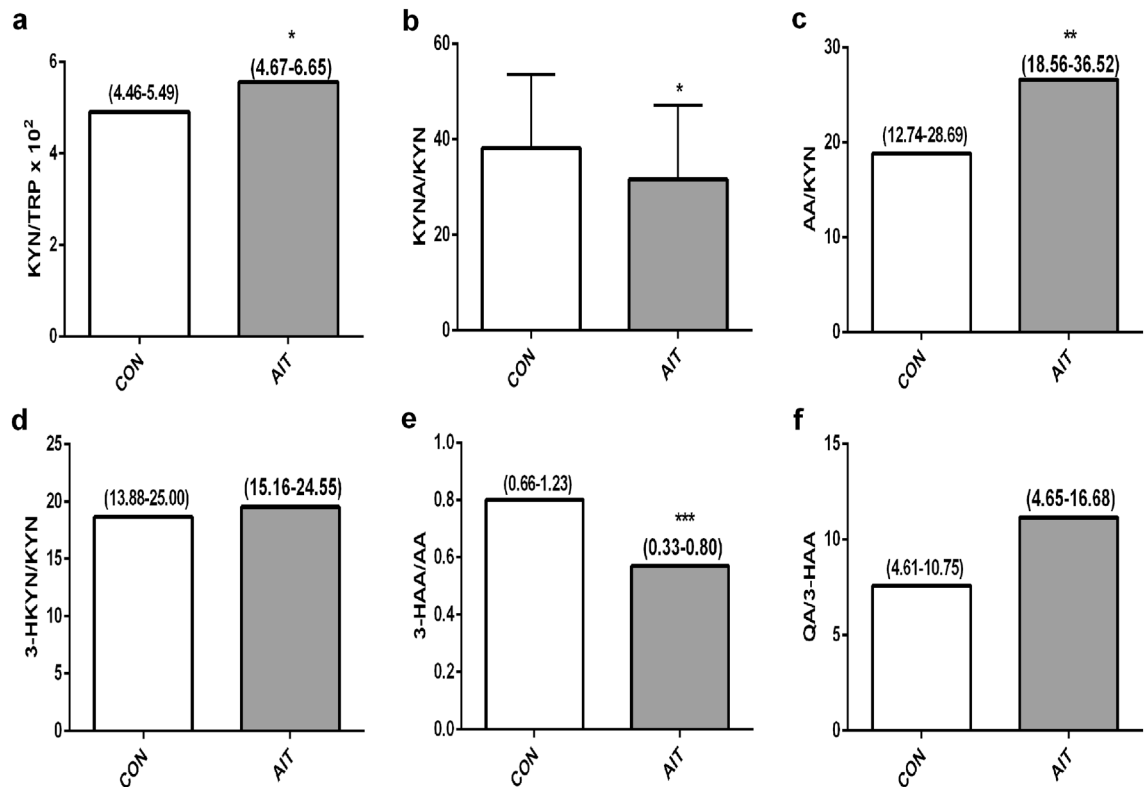 a
*
(4.46-5.49)
(4.67-6.65)
KYN/TRP x 10²
6
4
2
0
CON
AIT
b
*
KYNA/KYN
60
40
20
0
CON
AIT
c
**
(12.74-28.69)
(18.56-36.52)
AA/KYN
30
20
10
0
CON
AIT
d
(13.88-25.00)
(15.16-24.55)
3-HKYN/KYN
25
20
15
10
5
0
CON
AIT
e
(0.66-1.23)
***
(0.33-0.80)
3-HAA/AA
1.0
0.8
0.6
0.4
0.2
0.0
CON
AIT
f
(4.61-10.75)
(4.65-16.68)
QA/3-HAA
15
10
5
0
CON
AIT